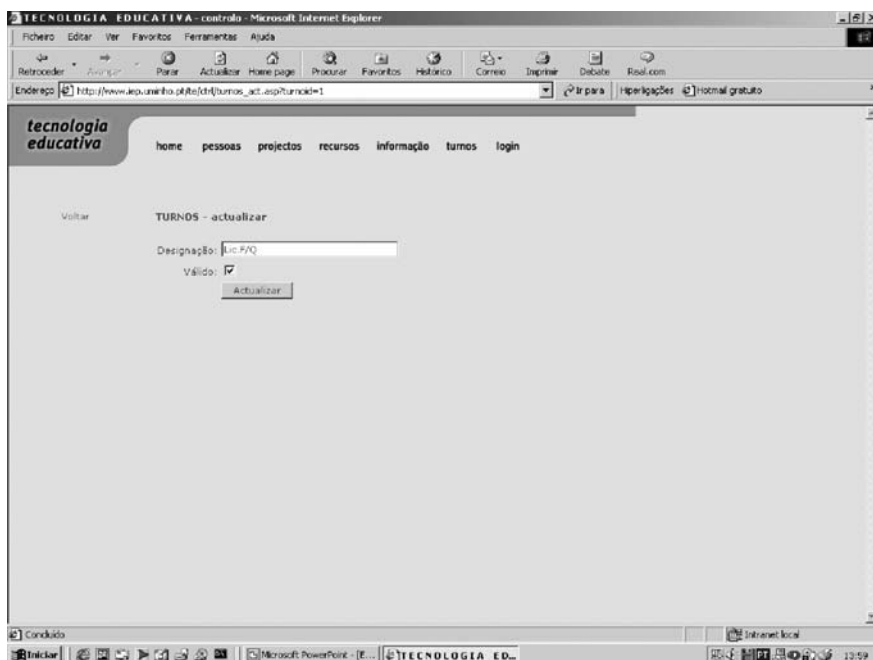 TECNOLOGIA EDUCATIVA - controlo - Microsoft Internet Explorer
Ficheiro Editar Ver Favoritos Ferramentas Ajuda
Retroceder Avançar Parar Actualizar Home page Procurar Favoritos Histórico Correio Imprimir Debate Real.com
Endereço http://www.iep.uminho.pt/te/ctrl/turnos_act.asp?turnoid=1 Ir para Hiperligações Hotmail gratuito
tecnologia
educativa
home pessoas projectos recursos informação turnos login
Voltar TURNOS - actualizar
Designação: Lic.F/Q
Válido:
Actualizar
Concluído Intranet local
Iniciar Microsoft PowerPoint - [E... TECNOLOGIA ED... PT 13:59